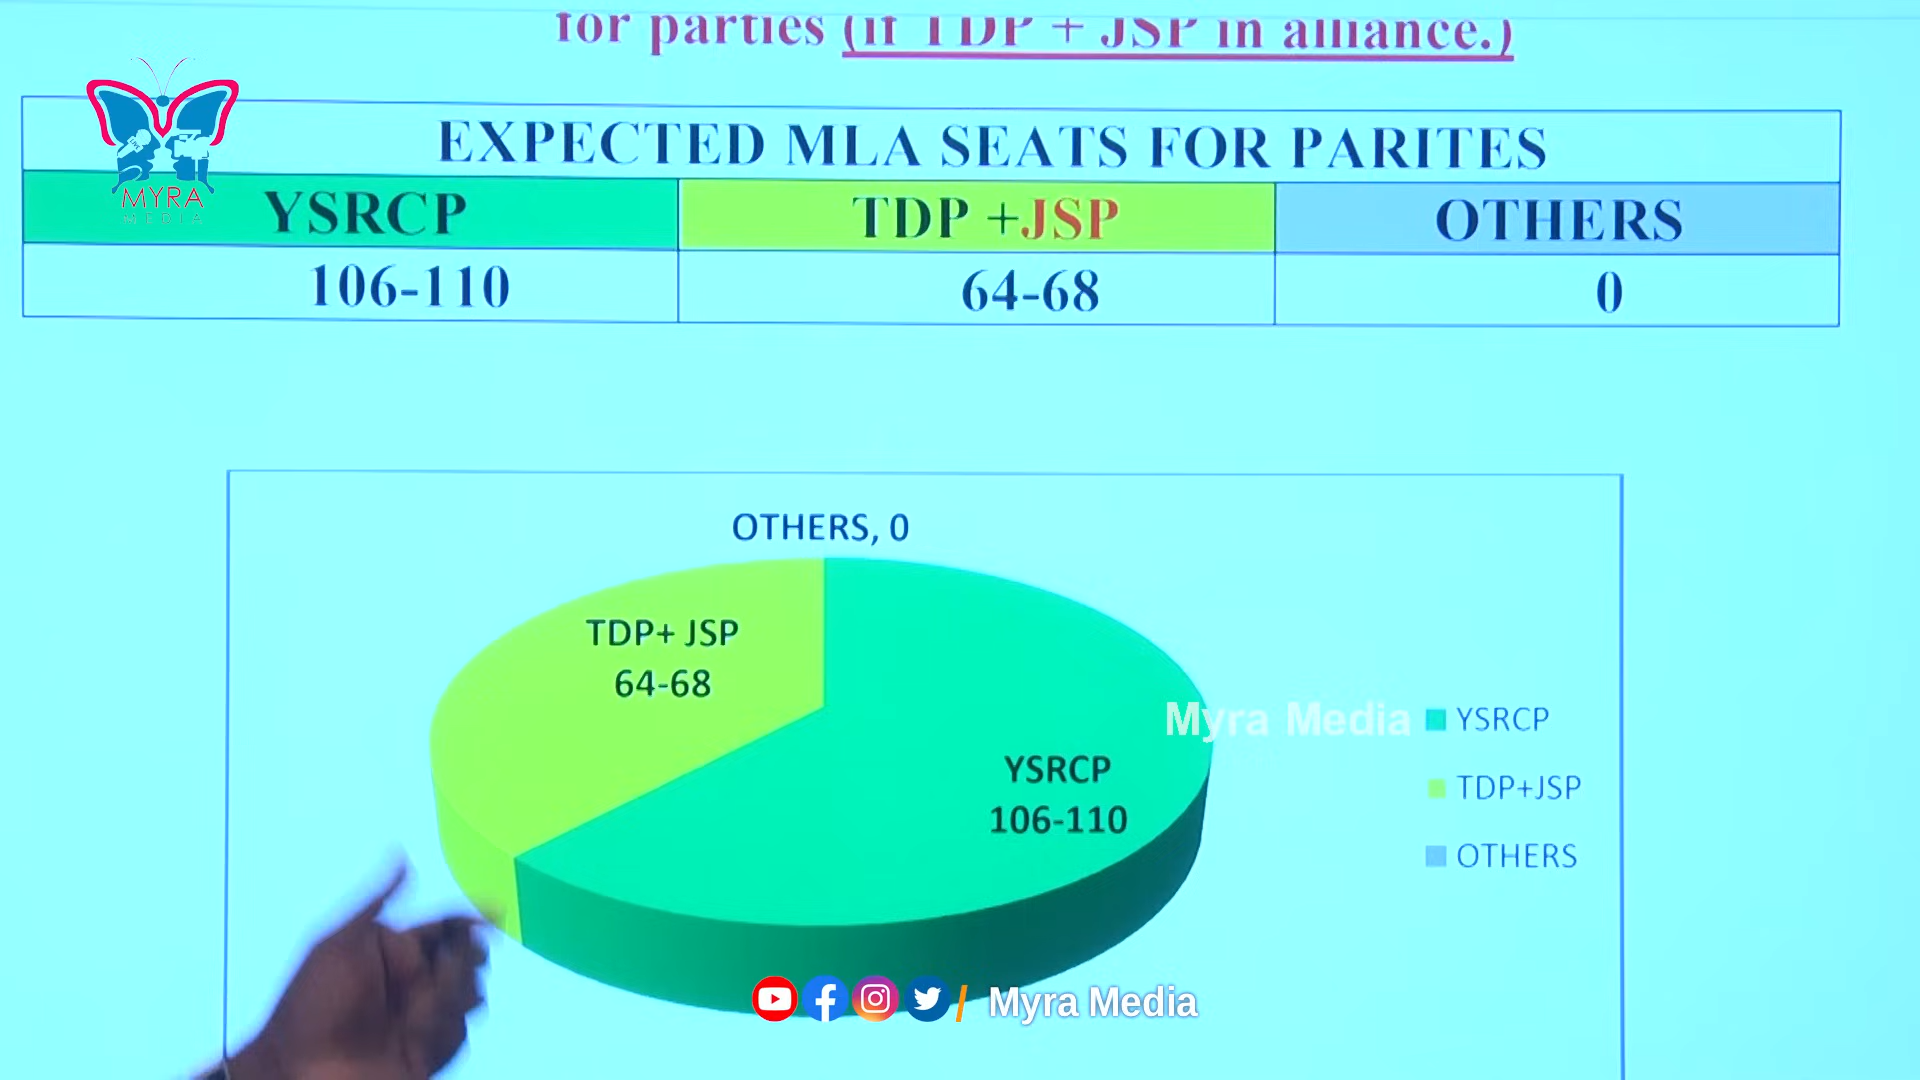 for parties (if TDP + JSP in alliance.)
MYRA
MEDIA
EXPECTED MLA SEATS FOR PARITES
YSRCP
TDP +JSP
OTHERS
106-110
64-68
0
OTHERS, 0
TDP+ JSP
64-68
YSRCP
106-110
Myra Media
YSRCP
TDP+JSP
OTHERS
Myra Media